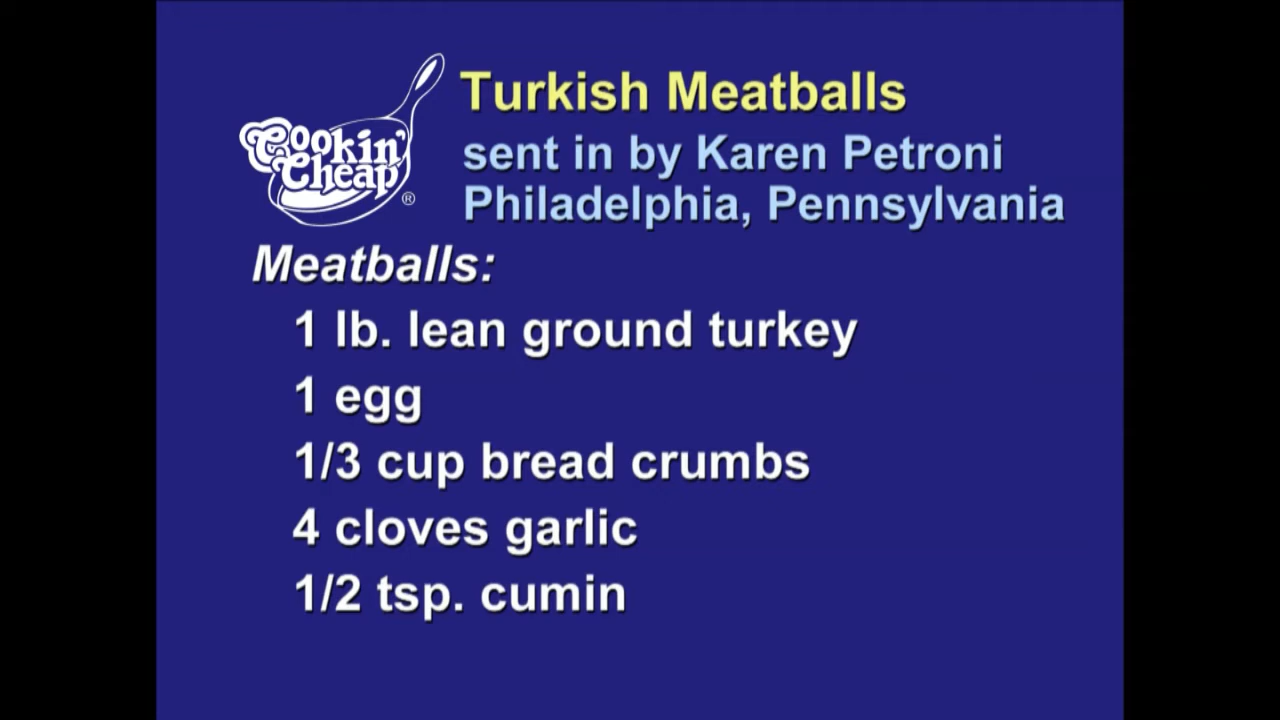 Cookin'
Cheap®
Turkish Meatballs
sent in by Karen Petroni
Philadelphia, Pennsylvania
Meatballs:
1 lb. lean ground turkey
1 egg
1/3 cup bread crumbs
4 cloves garlic
1/2 tsp. cumin